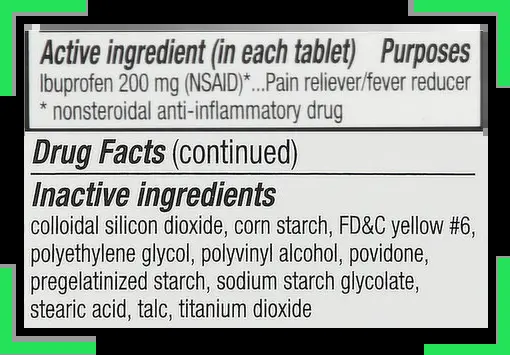 Active ingredient (in each tablet) Purposes
Ibuprofen 200 mg (NSAID)*...Pain reliever/fever reducer
* nonsteroidal anti-inflammatory drug
Drug Facts (continued)
Inactive ingredients
colloidal silicon dioxide, corn starch, FD&C yellow #6,
polyethylene glycol, polyvinyl alcohol, povidone,
pregelatinized starch, sodium starch glycolate,
stearic acid, talc, titanium dioxide